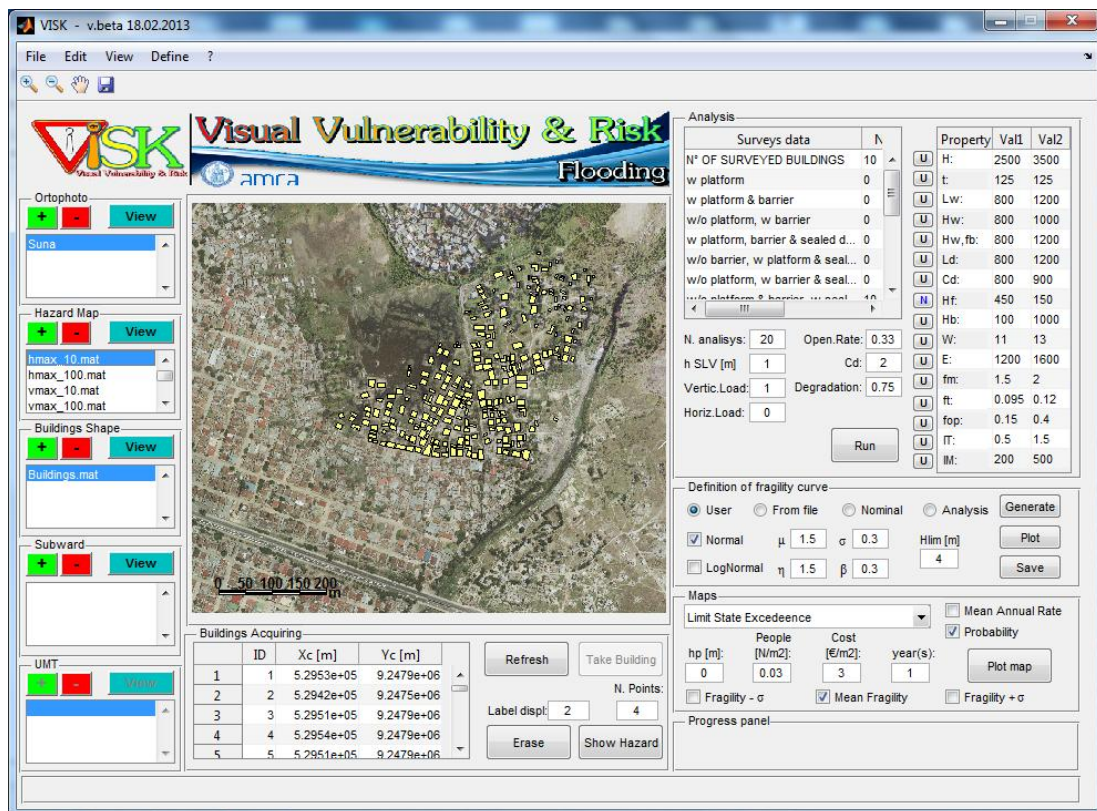 VISK - v.beta 18.02.2013
File Edit View Define ?
ViSK
Visual Vulnerability & Risk
Visual Vulnerability & Risk
Flooding
amra
Ortophoto
+ - View
Suna
Hazard Map
+ - View
hmax_10.mat
hmax_100.mat
vmax_10.mat
vmax_100.mat
Buildings Shape
+ - View
Buildings.mat
Subward
+ - View
UMT
+ - View
0 50 100 150 200
m
Buildings Acquiring
ID Xc [m] Yc [m]
1 1 5.2953e+05 9.2479e+06
2 2 5.2942e+05 9.2475e+06
3 3 5.2951e+05 9.2479e+06
4 4 5.2954e+05 9.2479e+06
5 5 5.2951e+05 9.2479e+06
Refresh Take Building
N. Points:
Label displ: 2 4
Erase Show Hazard
Analysis
Surveys data N
N° OF SURVEYED BUILDINGS 10
w platform 0
w platform & barrier 0
w/o platform, w barrier 0
w platform, barrier & sealed d... 0
w/o barrier, w platform & seal... 0
w/o platform, w barrier & seal... 0
w/o platform & barrier, w seal... 10
N. analisys: 20 Open.Rate: 0.33
h SLV [m] 1 Cd: 2
Vertic.Load: 1 Degradation: 0.75
Horiz.Load: 0
Run
Property Val1 Val2
U H: 2500 3500
U t: 125 125
U Lw: 800 1200
U Hw: 800 1000
U Hw,fb: 800 1200
U Ld: 800 1200
U Cd: 800 900
N Hf: 450 150
U Hb: 100 1000
U W: 11 13
U E: 1200 1600
U fm: 1.5 2
U ft: 0.095 0.12
U fop: 0.15 0.4
U IT: 0.5 1.5
U IM: 200 500
Definition of fragility curve
User From file Nominal Analysis Generate
Normal μ 1.5 σ 0.3 Hlim [m] Plot
4
LogNormal η 1.5 β 0.3 Save
Maps
Limit State Excedeence Mean Annual Rate
Probability
hp [m]: People [N/m2]: Cost [€/m2]: year(s):
0 0.03 3 1 Plot map
Fragility - σ Mean Fragility Fragility + σ
Progress panel